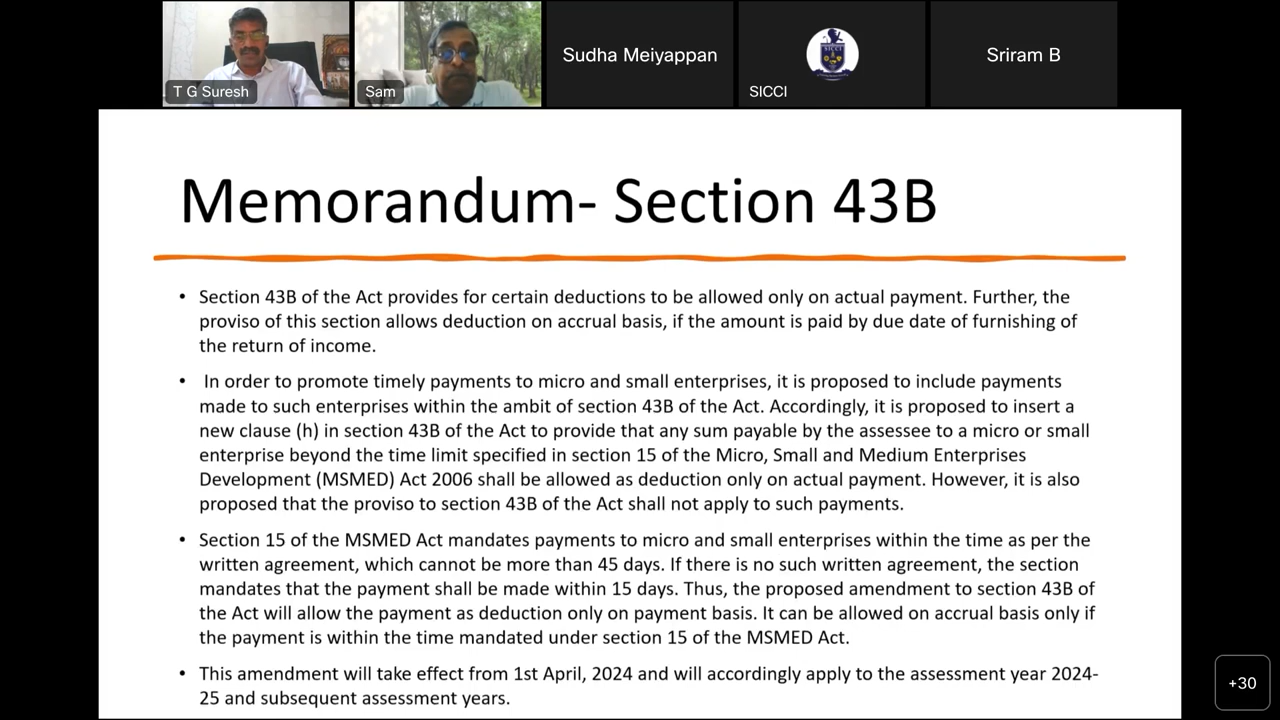 T G Suresh
Sam
Sudha Meiyappan
SICCI
SICCI
Sriram B
Memorandum- Section 43B
• Section 43B of the Act provides for certain deductions to be allowed only on actual payment. Further, the
proviso of this section allows deduction on accrual basis, if the amount is paid by due date of furnishing of
the return of income.
• In order to promote timely payments to micro and small enterprises, it is proposed to include payments
made to such enterprises within the ambit of section 43B of the Act. Accordingly, it is proposed to insert a
new clause (h) in section 43B of the Act to provide that any sum payable by the assessee to a micro or small
enterprise beyond the time limit specified in section 15 of the Micro, Small and Medium Enterprises
Development (MSMED) Act 2006 shall be allowed as deduction only on actual payment. However, it is also
proposed that the proviso to section 43B of the Act shall not apply to such payments.
• Section 15 of the MSMED Act mandates payments to micro and small enterprises within the time as per the
written agreement, which cannot be more than 45 days. If there is no such written agreement, the section
mandates that the payment shall be made within 15 days. Thus, the proposed amendment to section 43B of
the Act will allow the payment as deduction only on payment basis. It can be allowed on accrual basis only if
the payment is within the time mandated under section 15 of the MSMED Act.
• This amendment will take effect from 1st April, 2024 and will accordingly apply to the assessment year 2024-
25 and subsequent assessment years.
+30